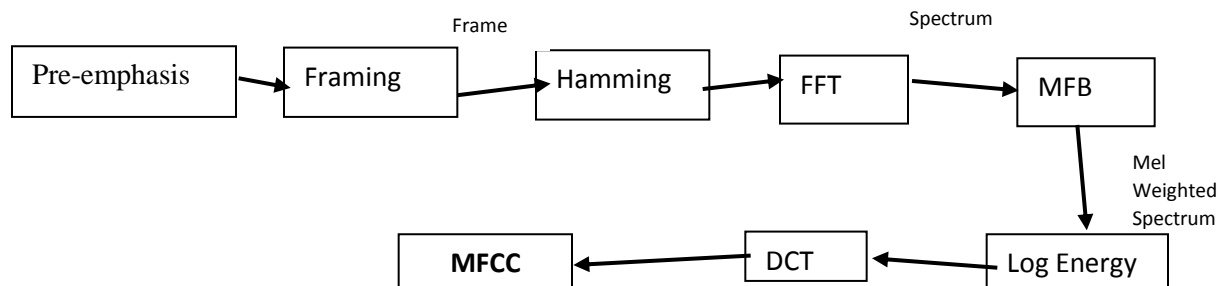 Frame
Spectrum
Pre-emphasis
Framing
Hamming
FFT
MFB
Mel
Weighted
Spectrum
MFCC
DCT
Log Energy